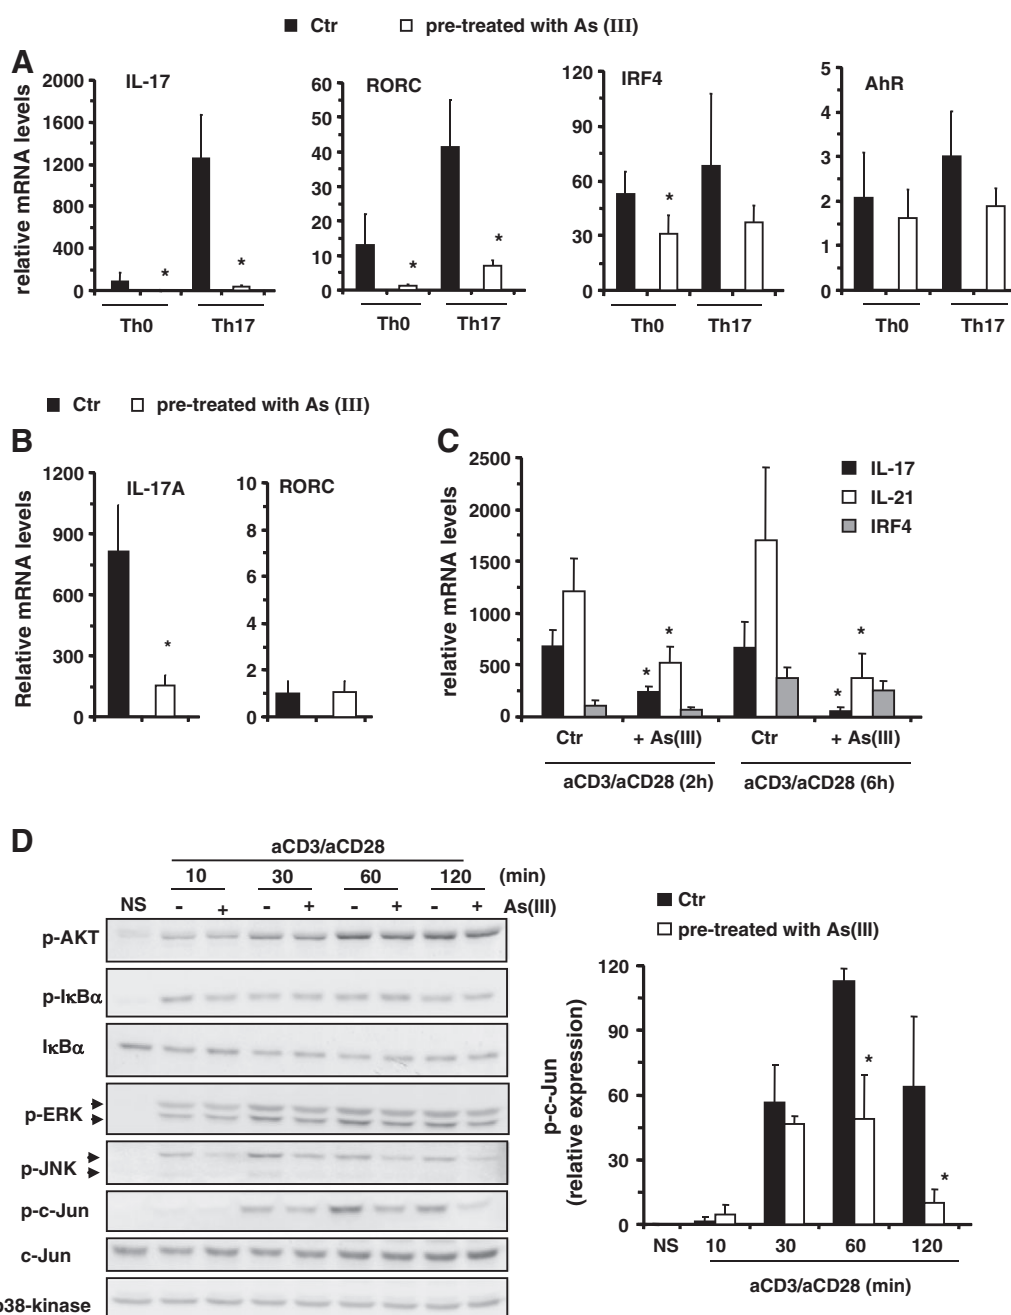 Ctr pre-treated with As (III)
A
IL-17 RORC IRF4 AhR
relative mRNA levels
2000
1600
1200
800
400
0
60
50
40
30
20
10
0
120
90
60
30
0
5
4
3
2
1
0
* * * * *
Th0 Th17 Th0 Th17 Th0 Th17 Th0 Th17
Ctr pre-treated with As (III)
B
IL-17A RORC
Relative mRNA levels
1200
900
600
300
0
*
10
8
6
4
2
0
C
relative mRNA levels
2500
2000
1500
1000
500
0
IL-17
IL-21
IRF4
* * * *
Ctr + As(III) Ctr + As(III)
aCD3/aCD28 (2h) aCD3/aCD28 (6h)
D
aCD3/aCD28
10 30 60 120 (min)
NS - + - + - + - + As(III)
p-AKT
p-IκBα
IκBα
p-ERK
p-JNK
p-c-Jun
c-Jun
p38-kinase
Ctr
pre-treated with As(III)
p-c-Jun
(relative expression)
120
90
60
30
0
* *
NS 10 30 60 120
aCD3/aCD28 (min)